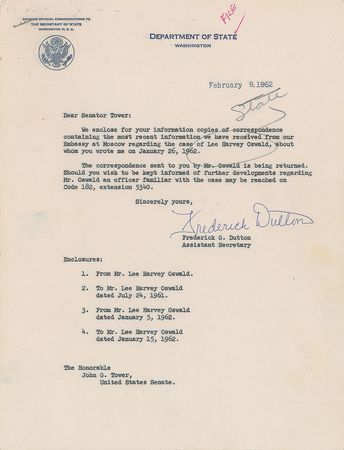 FILE
ADDRESS OFFICIAL COMMUNICATIONS TO
THE SECRETARY OF STATE
WASHINGTON 25, D. C.
DEPARTMENT OF STATE
WASHINGTON
February 9,1962
State
Dear Senator Tower:
We enclose for your information copies of correspondence
containing the most recent information we have received from our
Embassy at Moscow regarding the case of Lee Harvey Oswald, about
whom you wrote me on January 26, 1962.
The correspondence sent to you by Mr. Oswald is being returned.
Should you wish to be kept informed of further developments regarding
Mr. Oswald an officer familiar with the case may be reached on
Code 182, extension 5340.
Sincerely yours,
Frederick Dutton
Frederick G. Dutton
Assistant Secretary
Enclosures:
1. From Mr. Lee Harvey Oswald.
2. To Mr. Lee Harvey Oswald
dated July 24, 1961.
3. From Mr. Lee Harvey Oswald
dated January 5, 1962.
4. To Mr. Lee Harvey Oswald
dated January 15, 1962.
The Honorable
John G. Tower,
United States Senate.